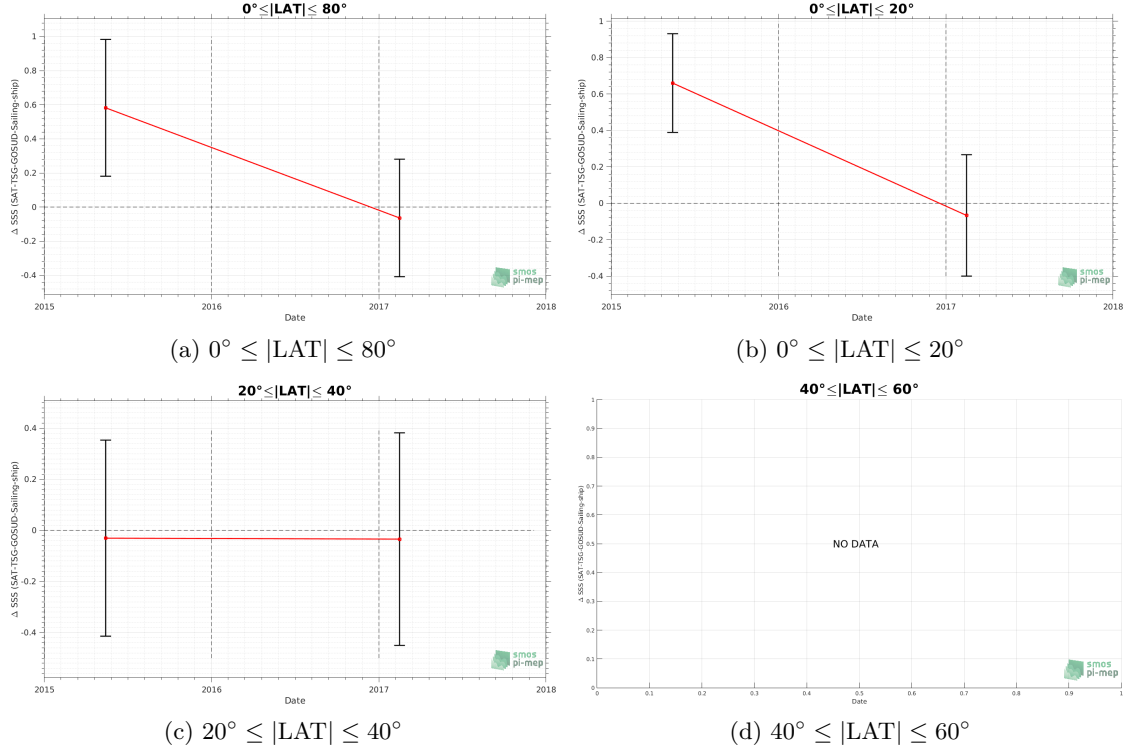 0°≤|LAT|≤ 80°
1
0.8
0.6
0.4
0.2
0
-0.2
-0.4
Δ SSS (SAT-TSG-GOSUD-Sailing-ship)
2015 2016 2017 2018
Date
smos
pi-mep
(a) 0° ≤ |LAT| ≤ 80°
0°≤|LAT|≤ 20°
1
0.8
0.6
0.4
0.2
0
-0.2
-0.4
Δ SSS (SAT-TSG-GOSUD-Sailing-ship)
2015 2016 2017 2018
Date
smos
pi-mep
(b) 0° ≤ |LAT| ≤ 20°
20°≤|LAT|≤ 40°
0.4
0.2
0
-0.2
-0.4
Δ SSS (SAT-TSG-GOSUD-Sailing-ship)
2015 2016 2017 2018
Date
smos
pi-mep
(c) 20° ≤ |LAT| ≤ 40°
40°≤|LAT|≤ 60°
1
0.9
0.8
0.7
0.6
0.5
0.4
0.3
0.2
0.1
0
Δ SSS (SAT-TSG-GOSUD-Sailing-ship)
NO DATA
0 0.1 0.2 0.3 0.4 0.5 0.6 0.7 0.8 0.9 1
Date
smos
pi-mep
(d) 40° ≤ |LAT| ≤ 60°